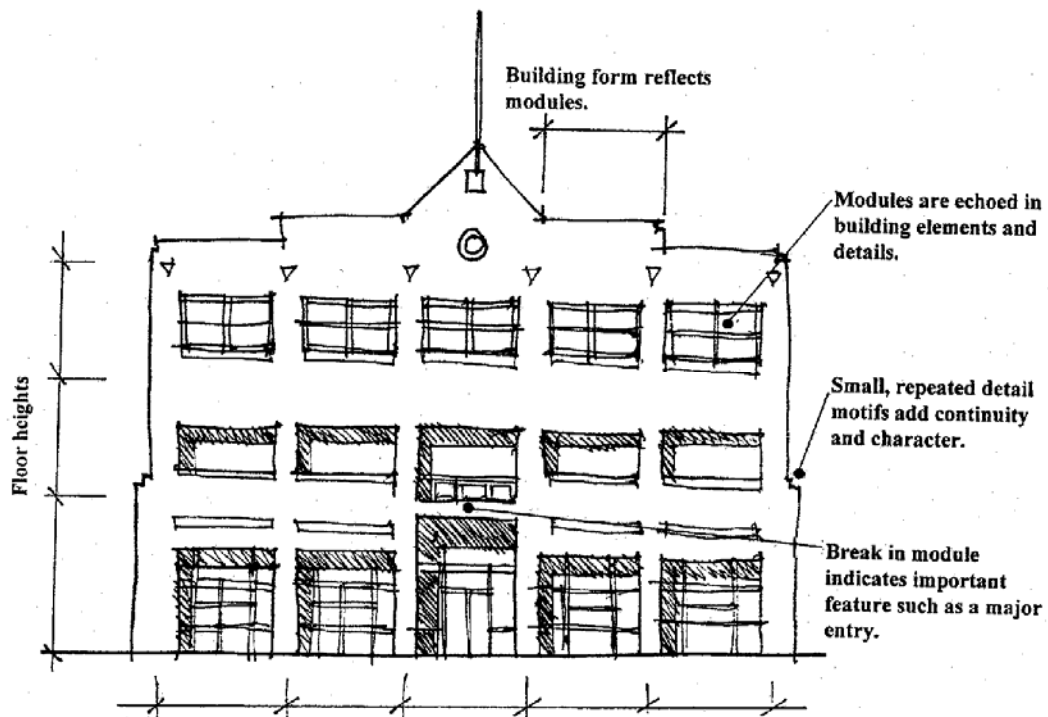 Building form reflects
modules.
Modules are echoed in
building elements and
details.
Small, repeated detail
motifs add continuity
and character.
Floor heights
Break in module
indicates important
feature such as a major
entry.